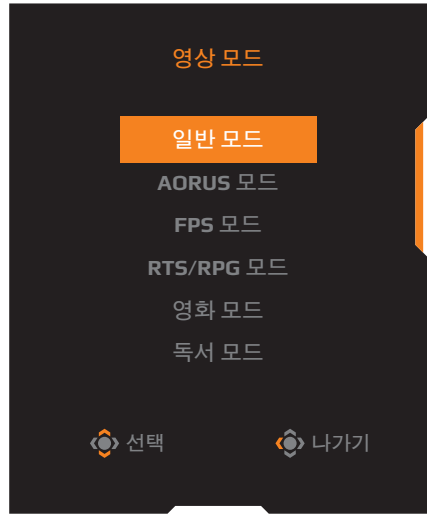 영상 모드
일반 모드
AORUS 모드
FPS 모드
RTS/RPG 모드
영화 모드
독서 모드
선택 나가기